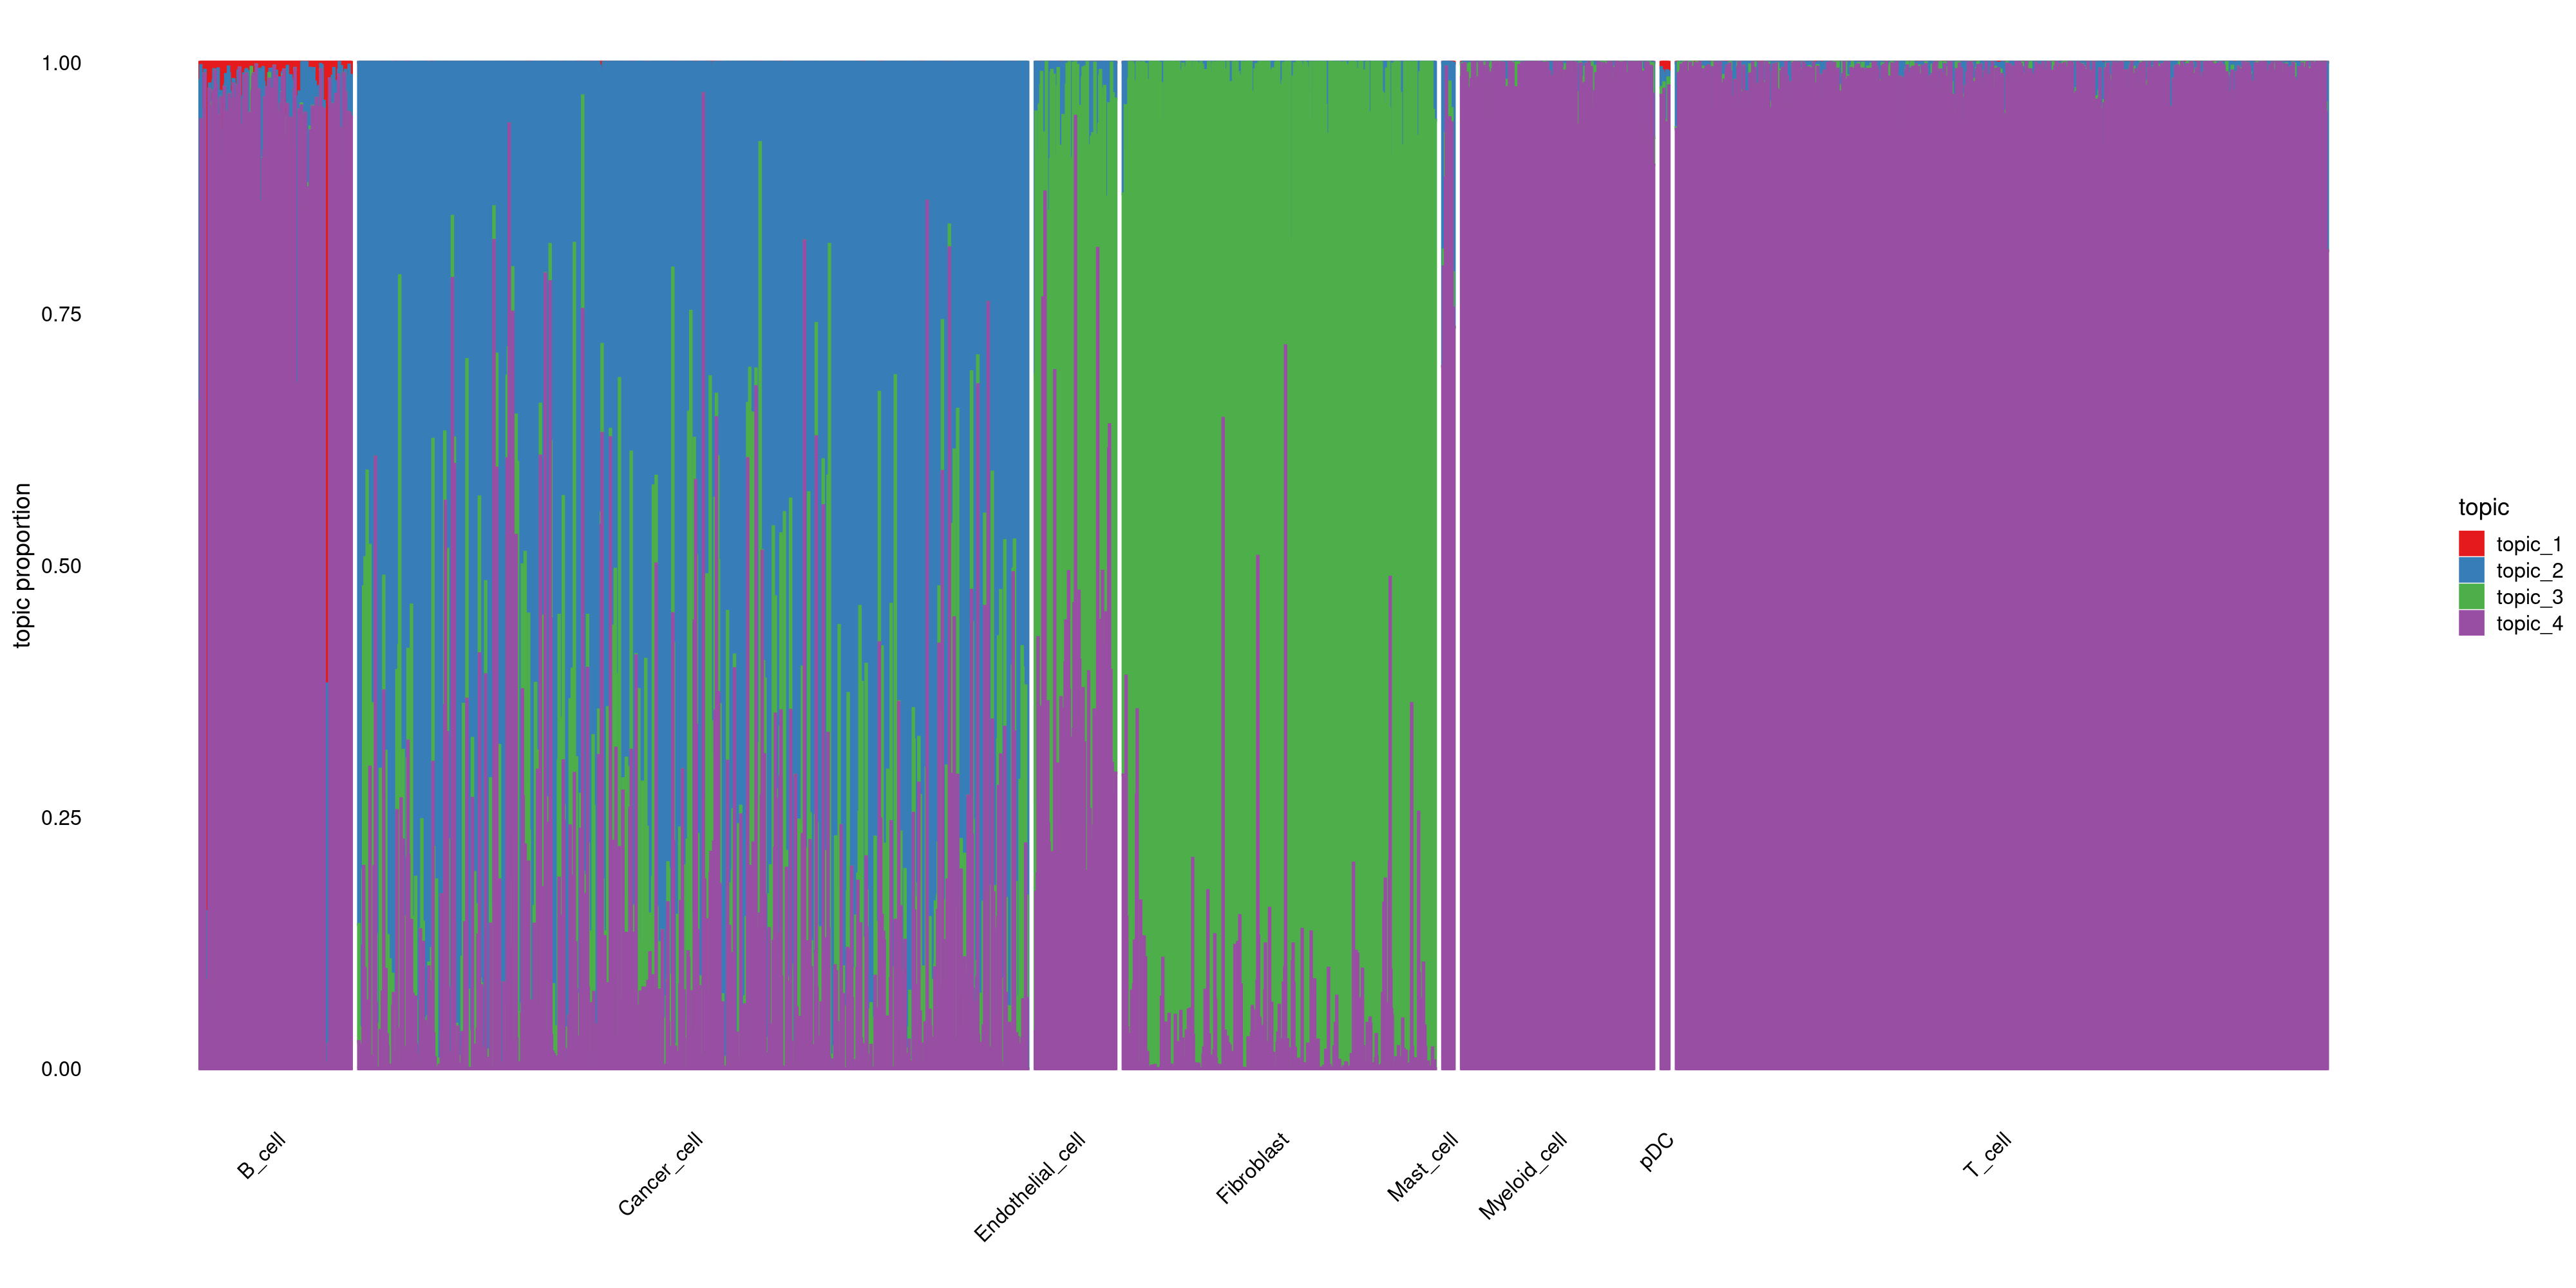 1.00
0.75
0.50
0.25
0.00
topic proportion
B_cell
Cancer_cell
Endothelial_cell
Fibroblast
Mast_cell
Myeloid_cell
pDC
T_cell
topic
topic_1
topic_2
topic_3
topic_4